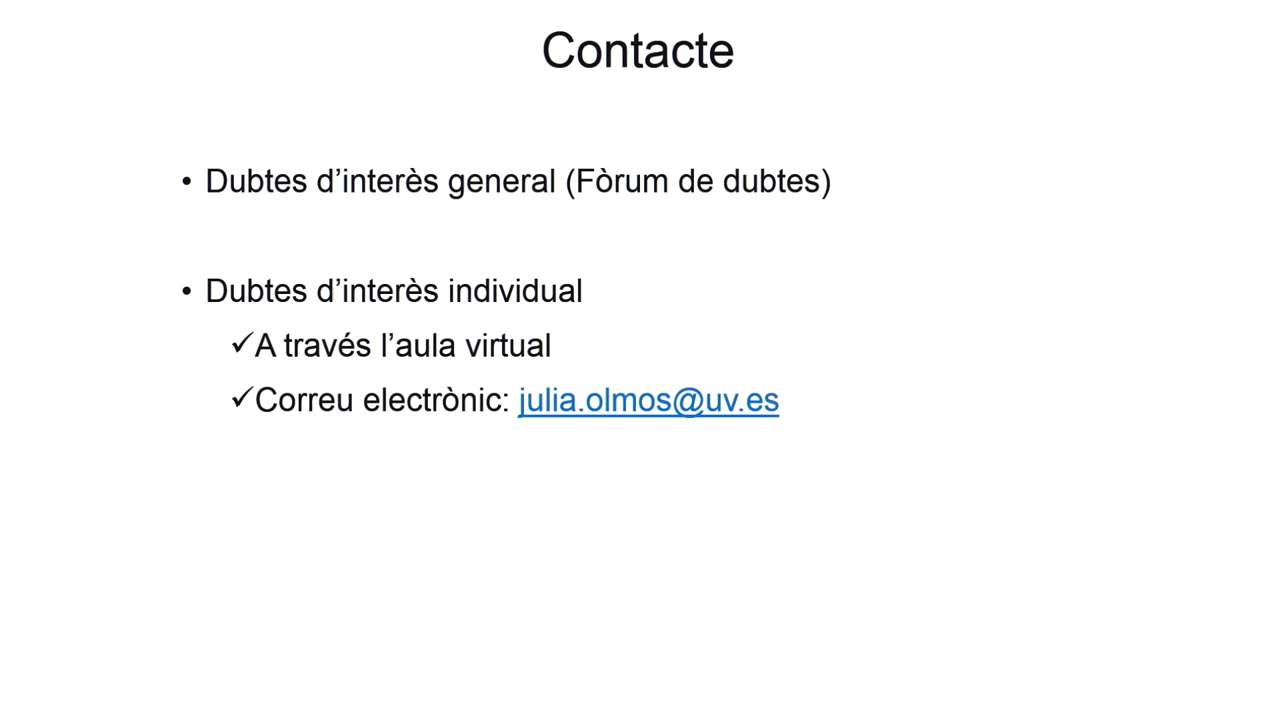 Contacte
• Dubtes d’interès general (Fòrum de dubtes)
• Dubtes d’interès individual
✓A través l’aula virtual
✓Correu electrònic: julia.olmos@uv.es